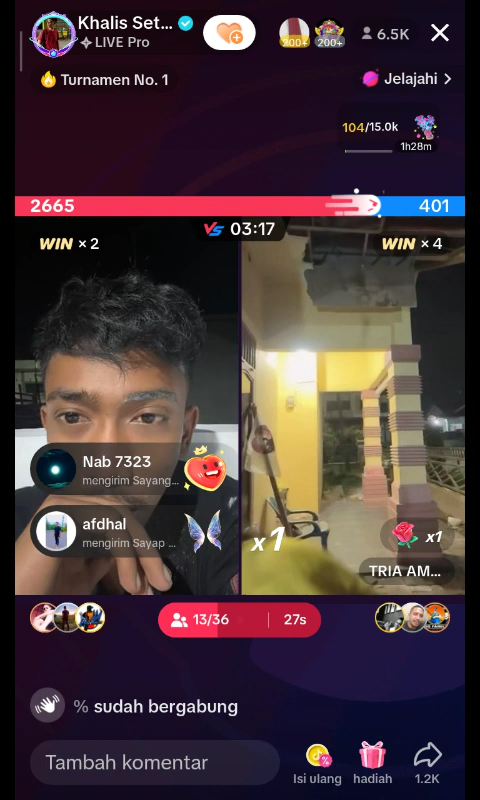 Khalis Set...
LIVE Pro
200+
200+
6.5K
Turnamen No. 1
Jelajahi
104/15.0k
1h28m
2665
401
VS 03:17
WIN × 2
WIN × 4
Nab 7323
mengirim Sayang...
afdhal
mengirim Sayap ...
x1
x1
TRIA AM...
13/36
27s
% sudah bergabung
Tambah komentar
Isi ulang
hadiah
1.2K